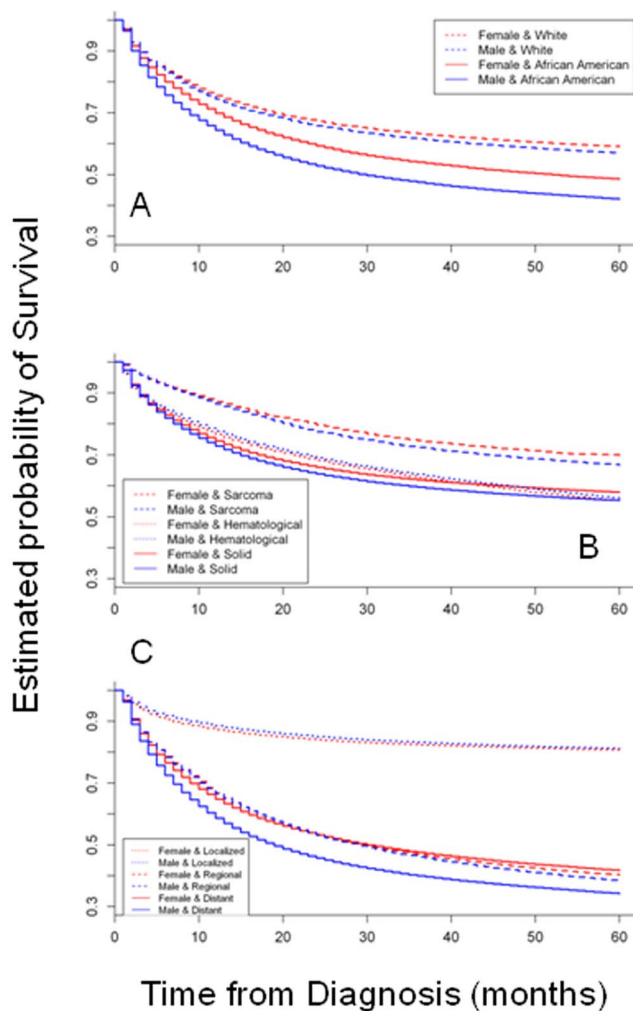 Estimated probability of Survival
0.3 0.5 0.7 0.9
A
Female & White
Male & White
Female & African American
Male & African American
0 10 20 30 40 50 60
0.3 0.5 0.7 0.9
B
Female & Sarcoma
Male & Sarcoma
Female & Hematological
Male & Hematological
Female & Solid
Male & Solid
0 10 20 30 40 50 60
C
0.3 0.5 0.7 0.9
Female & Localized
Male & Localized
Female & Regional
Male & Regional
Female & Distant
Male & Distant
0 10 20 30 40 50 60
Time from Diagnosis (months)